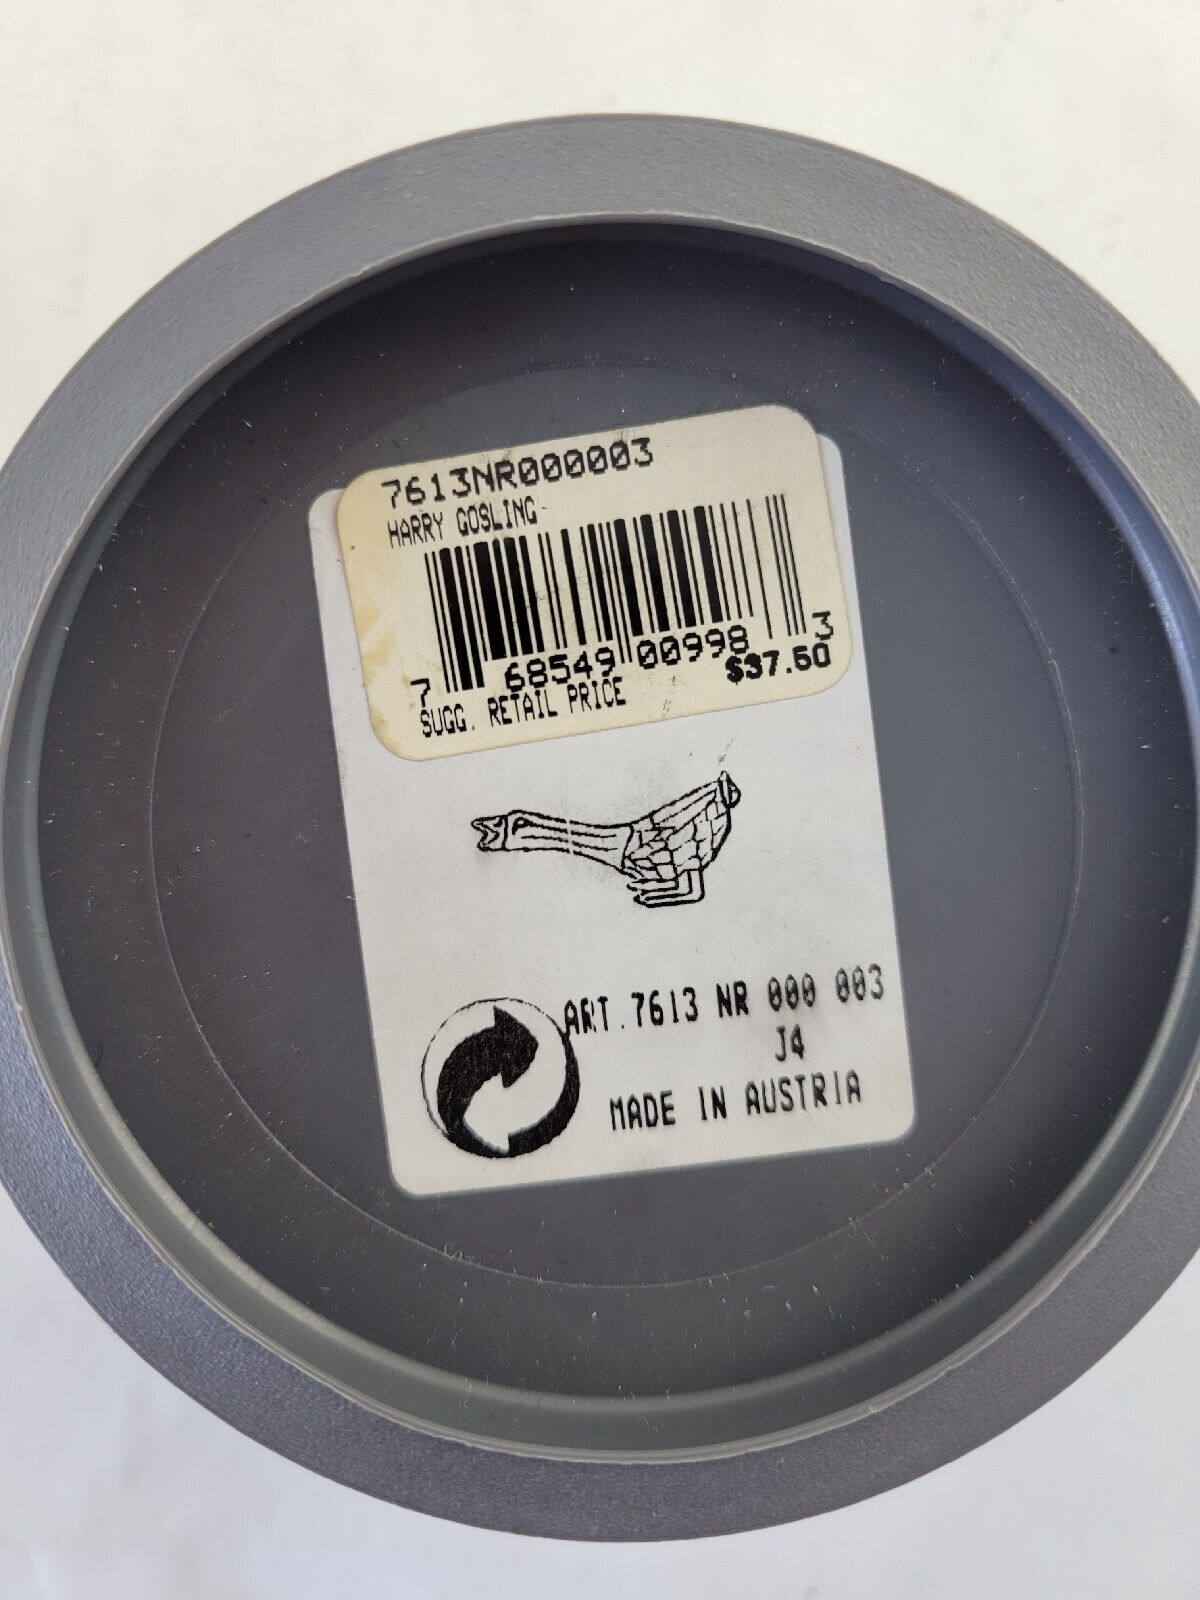 7613NR000003
HARRY GOSLING
7 68549 00998 3
SUGG. RETAIL PRICE $37.50
ART.7613 NR 000 003
J4
MADE IN AUSTRIA